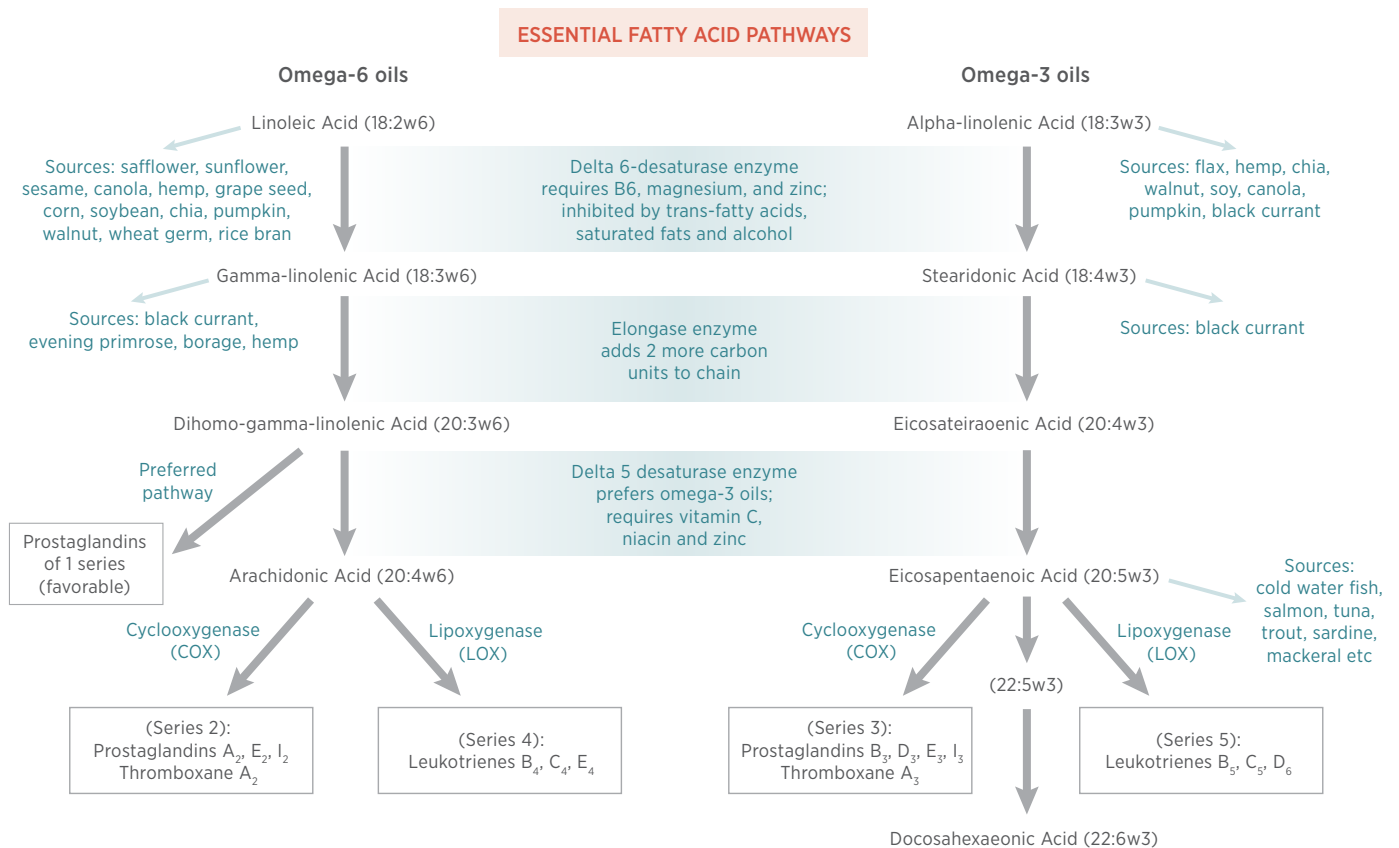 ESSENTIAL FATTY ACID PATHWAYS
Omega-6 oils
Omega-3 oils
Linoleic Acid (18:2w6)
Alpha-linolenic Acid (18:3w3)
Sources: safflower, sunflower,
sesame, canola, hemp, grape seed,
corn, soybean, chia, pumpkin,
walnut, wheat germ, rice bran
Delta 6-desaturase enzyme
requires B6, magnesium, and zinc;
inhibited by trans-fatty acids,
saturated fats and alcohol
Sources: flax, hemp, chia,
walnut, soy, canola,
pumpkin, black currant
Gamma-linolenic Acid (18:3w6)
Stearidonic Acid (18:4w3)
Sources: black currant,
evening primrose, borage, hemp
Elongase enzyme
adds 2 more carbon
units to chain
Sources: black currant
Dihomo-gamma-linolenic Acid (20:3w6)
Eicosateiraoenic Acid (20:4w3)
Preferred
pathway
Delta 5 desaturase enzyme
prefers omega-3 oils;
requires vitamin C,
niacin and zinc
Prostaglandins
of 1 series
(favorable)
Arachidonic Acid (20:4w6)
Eicosapentaenoic Acid (20:5w3)
Sources:
cold water fish,
salmon, tuna,
trout, sardine,
mackeral etc
Cyclooxygenase
(COX)
Lipoxygenase
(LOX)
Cyclooxygenase
(COX)
Lipoxygenase
(LOX)
(22:5w3)
(Series 2):
Prostaglandins A₂, E₂, I₂
Thromboxane A₂
(Series 4):
Leukotrienes B₄, C₄, E₄
(Series 3):
Prostaglandins B₃, D₃, E₃, I₃
Thromboxane A₃
(Series 5):
Leukotrienes B₅, C₅, D₆
Docosahexaeonic Acid (22:6w3)